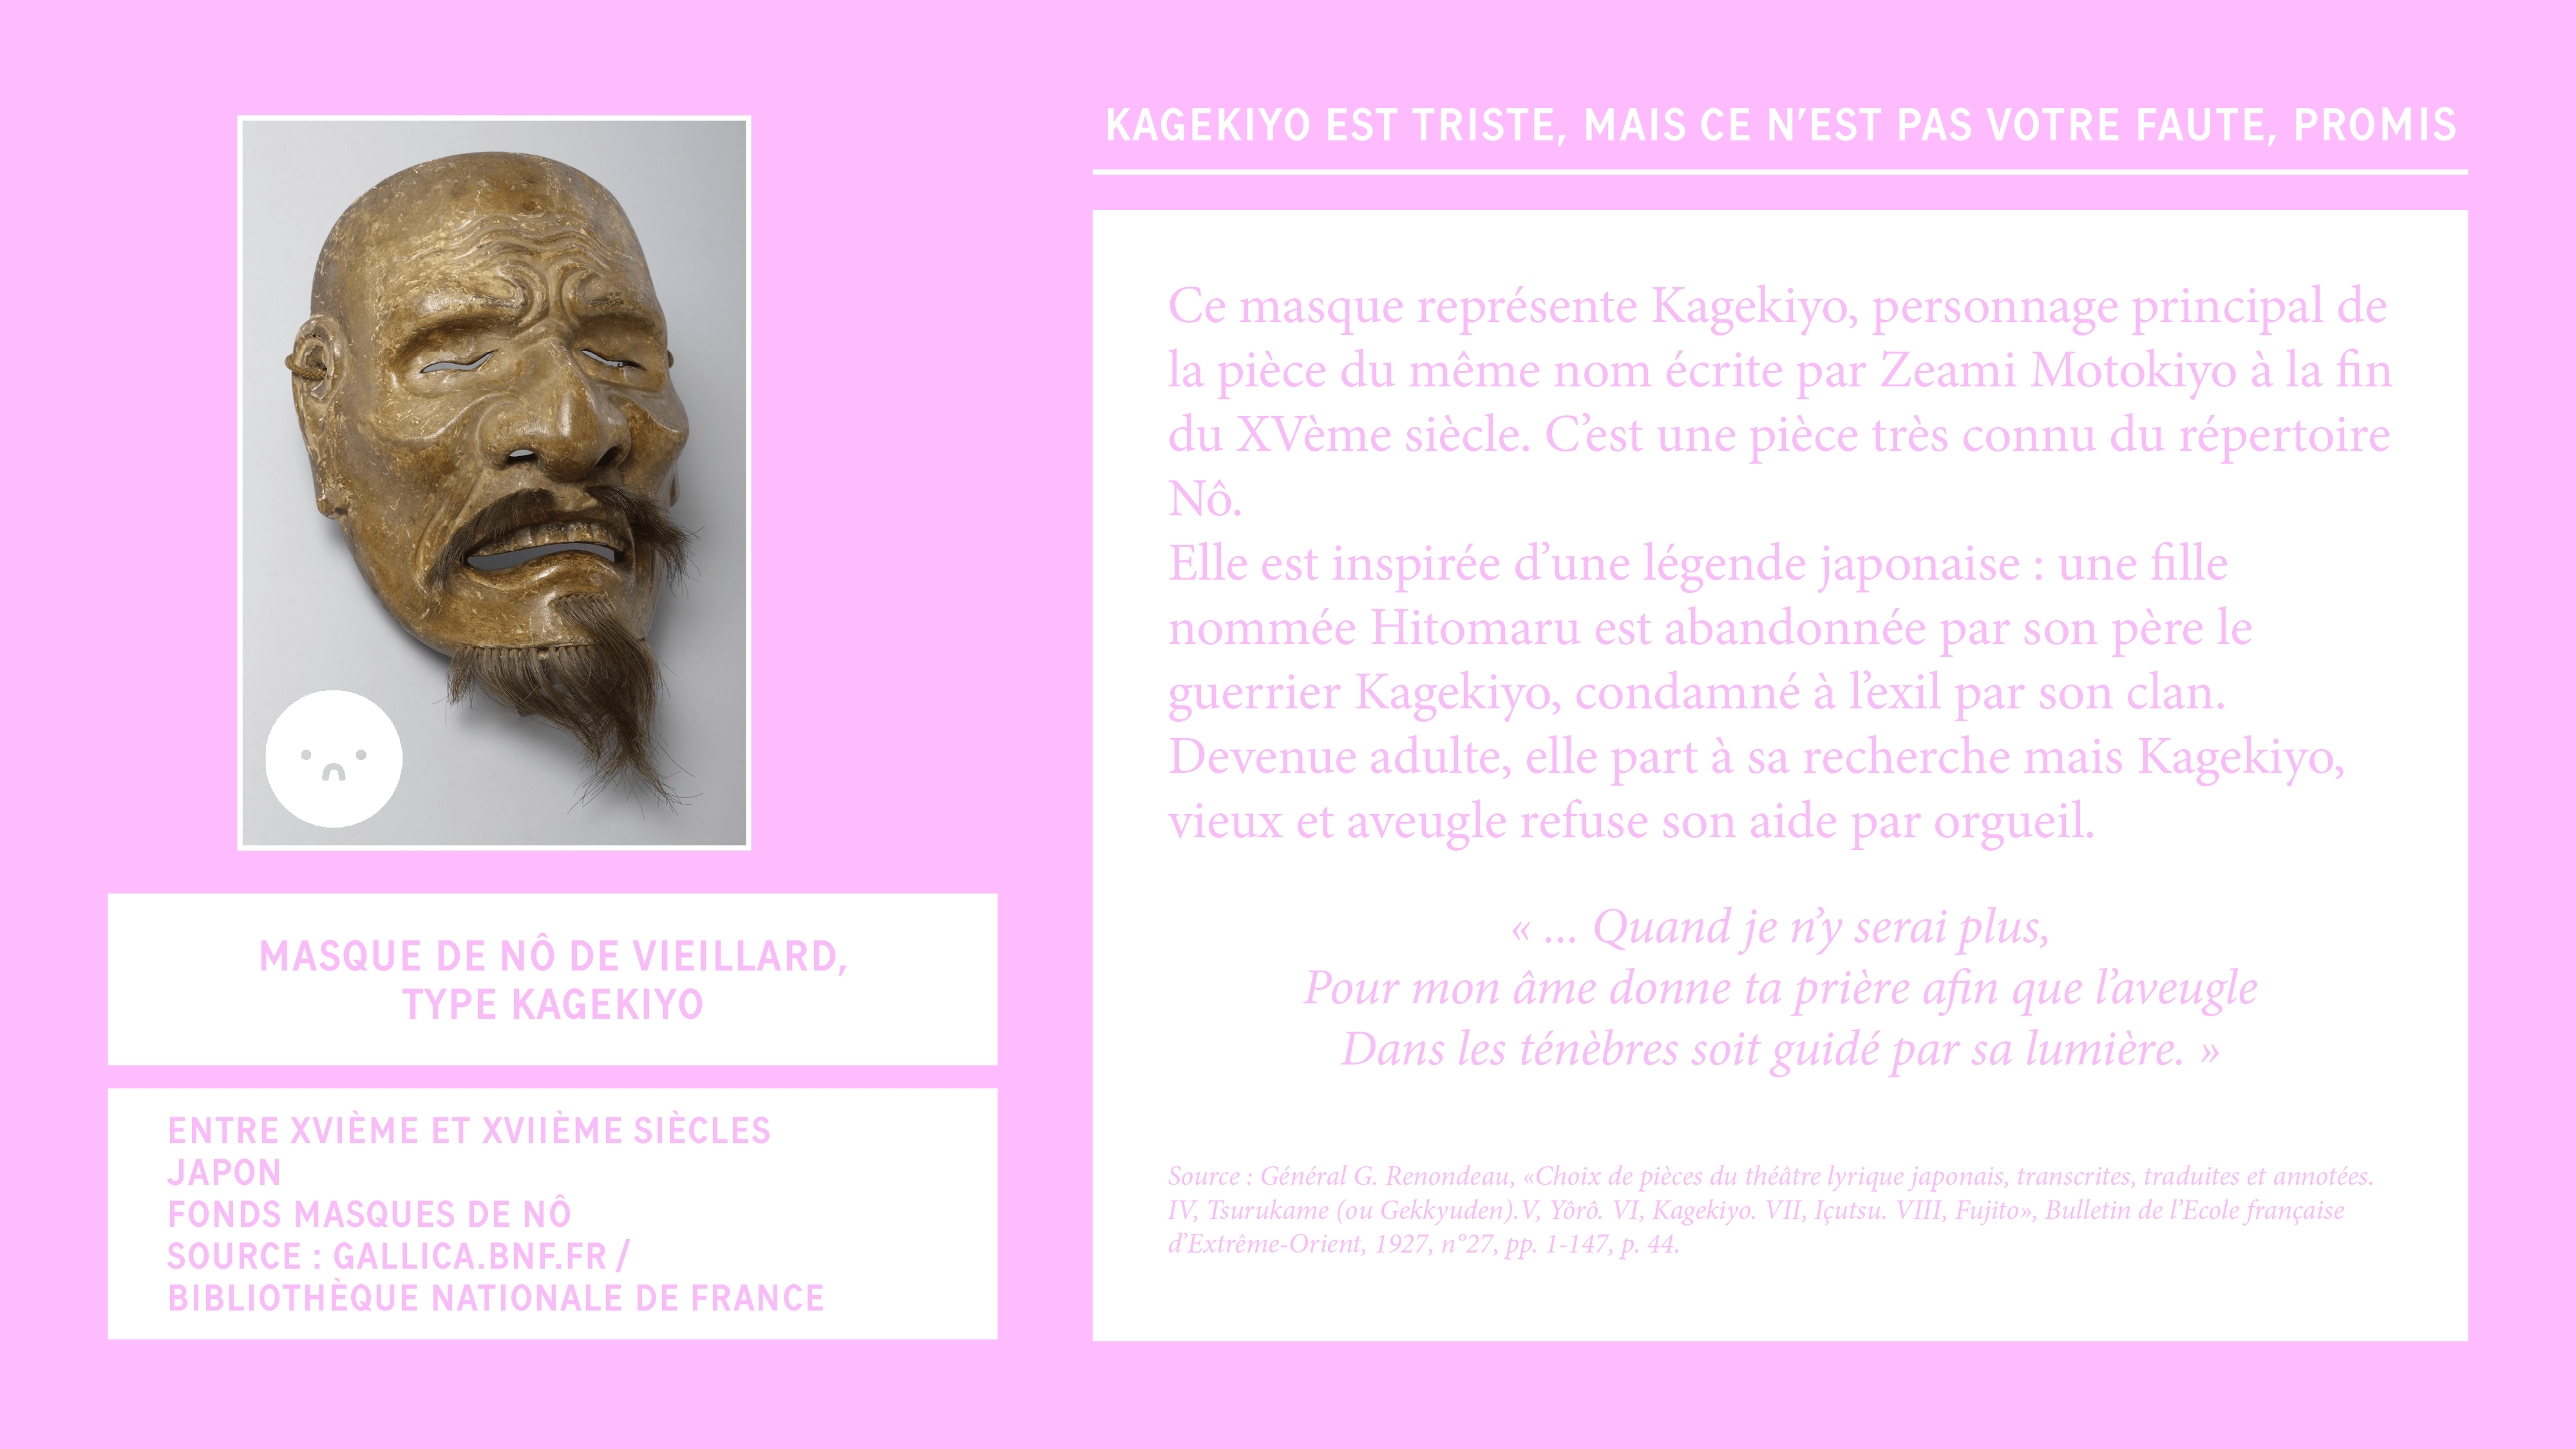 KAGEKIYO EST TRISTE, MAIS CE N’EST PAS VOTRE FAUTE, PROMIS
Ce masque représente Kagekiyo, personnage principal de
la pièce du même nom écrite par Zeami Motokiyo à la fin
du XVème siècle. C’est une pièce très connu du répertoire
Nô.
Elle est inspirée d’une légende japonaise : une fille
nommée Hitomaru est abandonnée par son père le
guerrier Kagekiyo, condamné à l’exil par son clan.
Devenue adulte, elle part à sa recherche mais Kagekiyo,
vieux et aveugle refuse son aide par orgueil.
« ... Quand je n’y serai plus,
Pour mon âme donne ta prière afin que l’aveugle
Dans les ténèbres soit guidé par sa lumière. »
Source : Général G. Renondeau, «Choix de pièces du théâtre lyrique japonais, transcrites, traduites et annotées.
IV, Tsurukame (ou Gekkyuden).V, Yôrô. VI, Kagekiyo. VII, Içutsu. VIII, Fujito», Bulletin de l’Ecole française
d’Extrême-Orient, 1927, n°27, pp. 1-147, p. 44.
MASQUE DE NÔ DE VIEILLARD,
TYPE KAGEKIYO
ENTRE XVIÈME ET XVIIÈME SIÈCLES
JAPON
FONDS MASQUES DE NÔ
SOURCE : GALLICA.BNF.FR /
BIBLIOTHÈQUE NATIONALE DE FRANCE